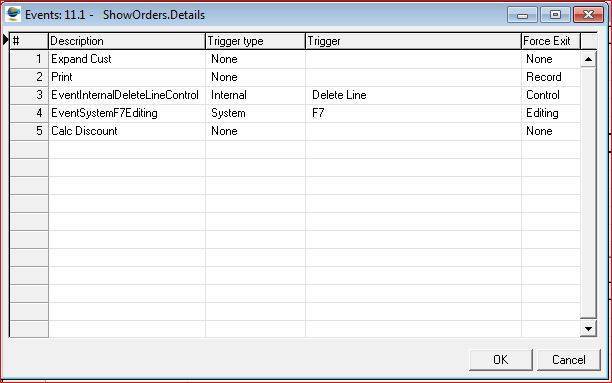 Events: 11.1 -   ShowOrders.Details
# Description Trigger type Trigger Force Exit
1 Expand Cust None None
2 Print None Record
3 EventInternalDeleteLineControl Internal Delete Line Control
4 EventSystemF7Editing System F7 Editing
5 Calc Discount None None
OK Cancel